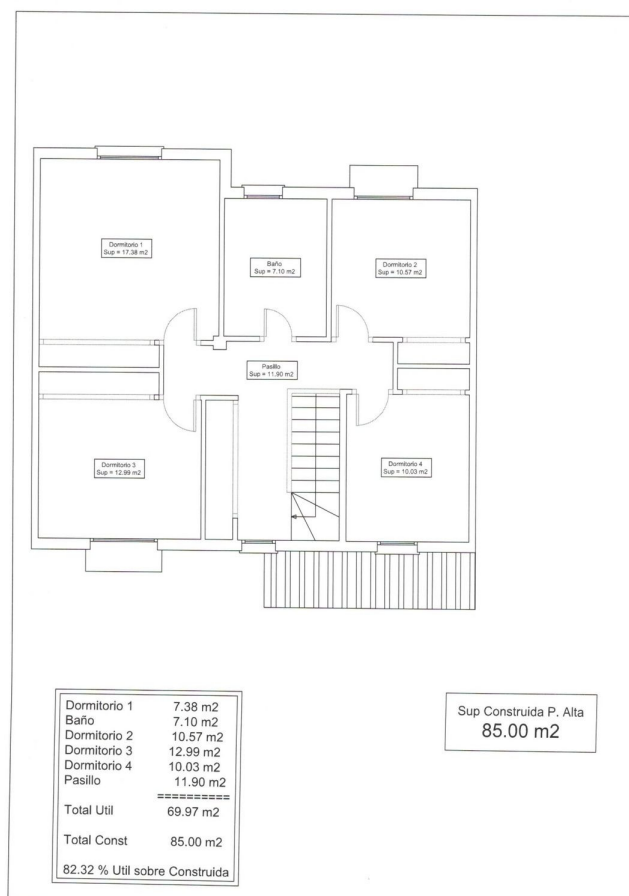 Dormitorio 1
Sup = 17.38 m2
Baño
Sup = 7.10 m2
Dormitorio 2
Sup = 10.57 m2
Pasillo
Sup = 11.90 m2
Dormitorio 3
Sup = 12.99 m2
Dormitorio 4
Sup = 10.03 m2
Dormitorio 1 7.38 m2
Baño 7.10 m2
Dormitorio 2 10.57 m2
Dormitorio 3 12.99 m2
Dormitorio 4 10.03 m2
Pasillo 11.90 m2
==========
Total Util 69.97 m2
Total Const 85.00 m2
82.32 % Util sobre Construida
Sup Construida P. Alta
85.00 m2